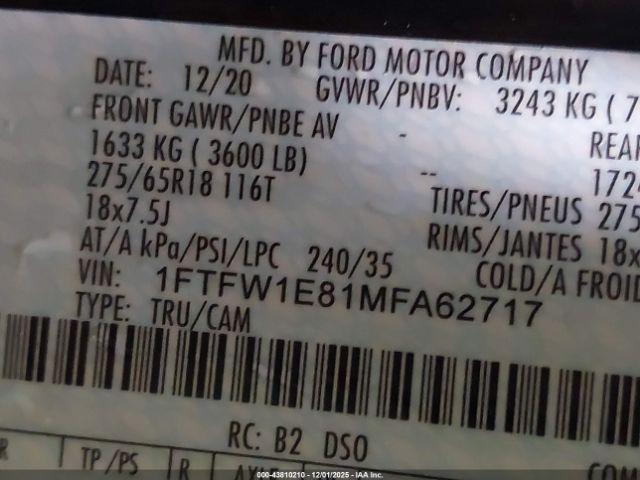 MFD. BY FORD MOTOR COMPANY
DATE: 12/20 GVWR/PNBV: 3243 KG ( 7
FRONT GAWR/PNBE AV - REAR
1633 KG ( 3600 LB) -- 172
275/65R18 116T TIRES/PNEUS 275
18x7.5J RIMS/JANTES 18x
AT/A kPa/PSI/LPC 240/35 COLD/A FROID
VIN: 1FTFW1E81MFA62717
TYPE: TRU/CAM
RC: B2 DSO
R TP/PS R AXLE COM
000-43810210 - 12/01/2025 - IAA Inc.